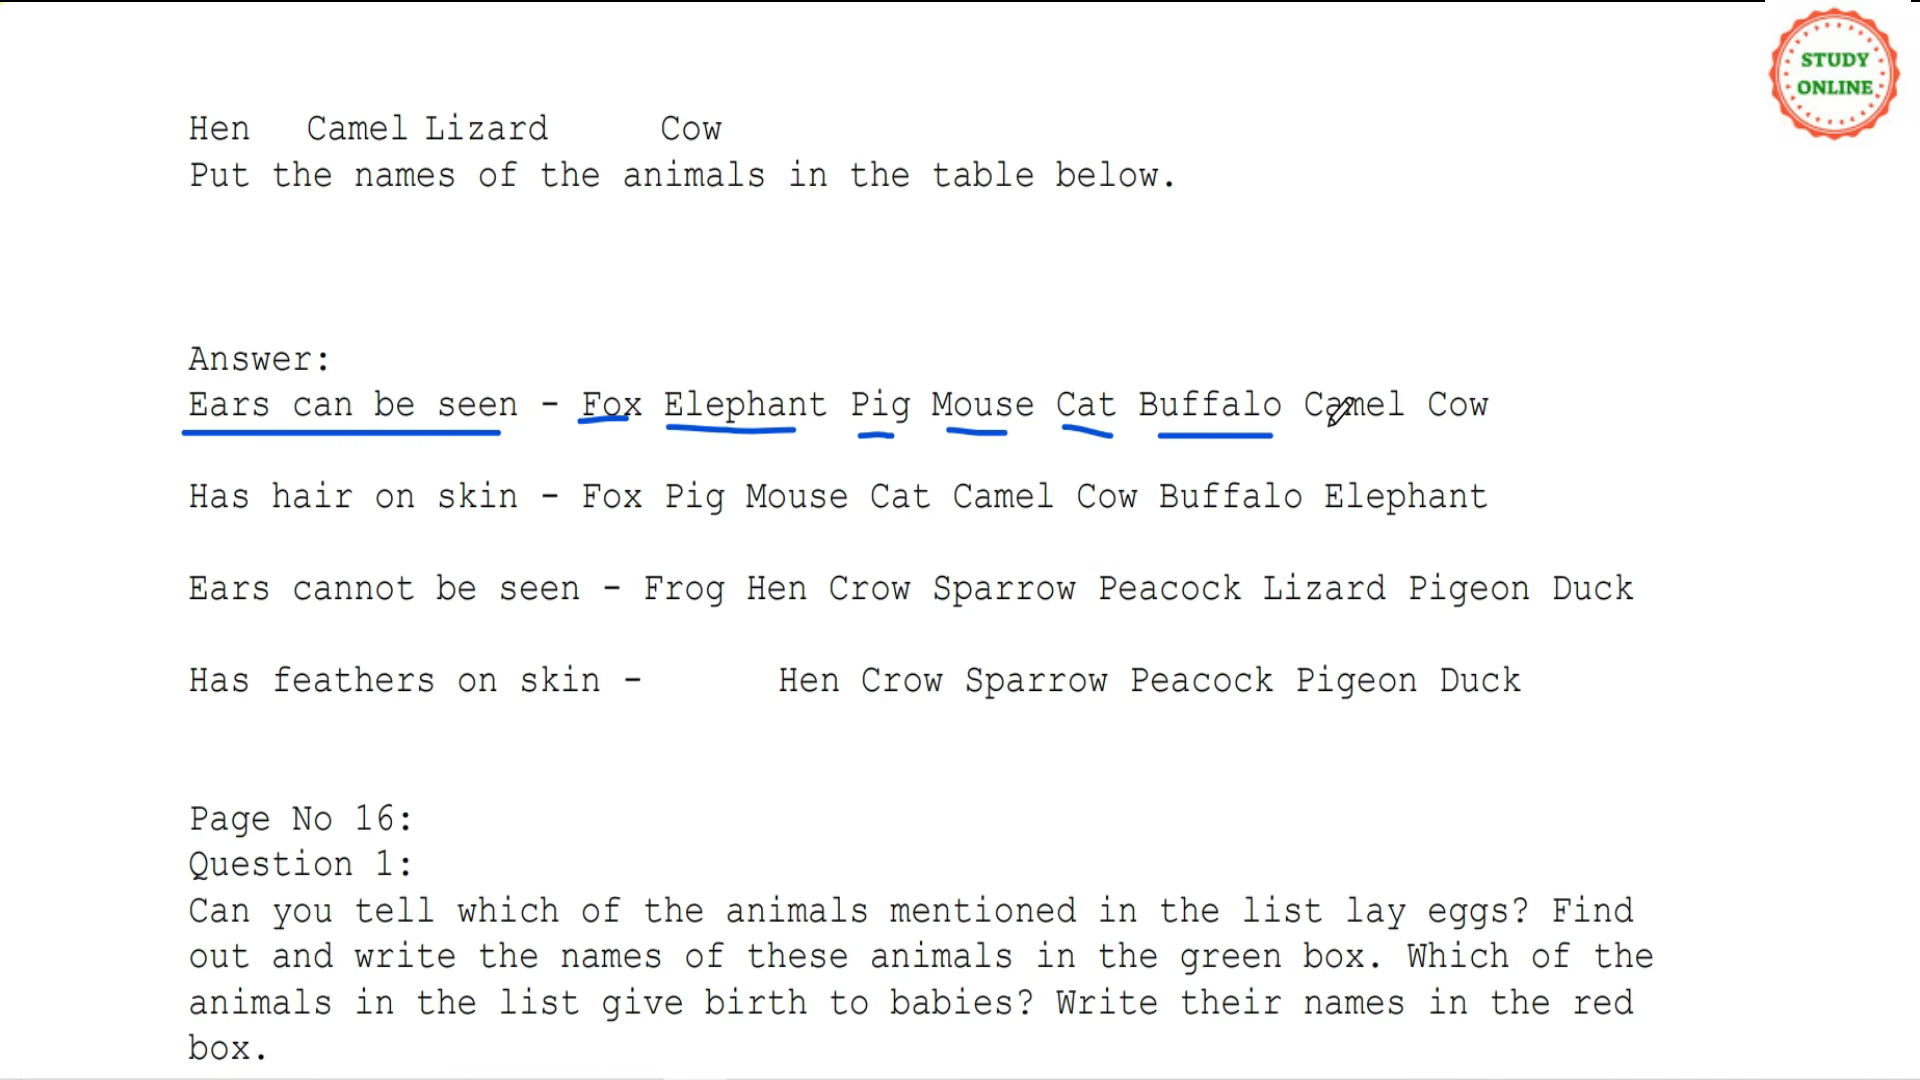 STUDY
ONLINE
Hen Camel Lizard Cow
Put the names of the animals in the table below.
Answer:
Ears can be seen - Fox Elephant Pig Mouse Cat Buffalo Camel Cow
Has hair on skin - Fox Pig Mouse Cat Camel Cow Buffalo Elephant
Ears cannot be seen - Frog Hen Crow Sparrow Peacock Lizard Pigeon Duck
Has feathers on skin - Hen Crow Sparrow Peacock Pigeon Duck
Page No 16:
Question 1:
Can you tell which of the animals mentioned in the list lay eggs? Find
out and write the names of these animals in the green box. Which of the
animals in the list give birth to babies? Write their names in the red
box.